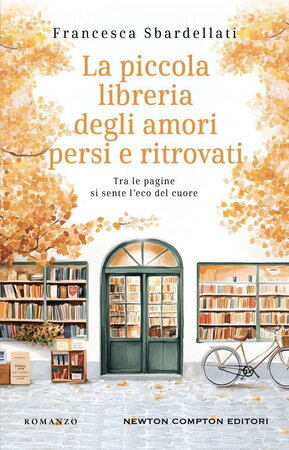 Francesca Sbardellati
La piccola
libreria
degli amori
persi e ritrovati
Tra le pagine
si sente l'eco del cuore
ROMANZO
NEWTON COMPTON EDITORI